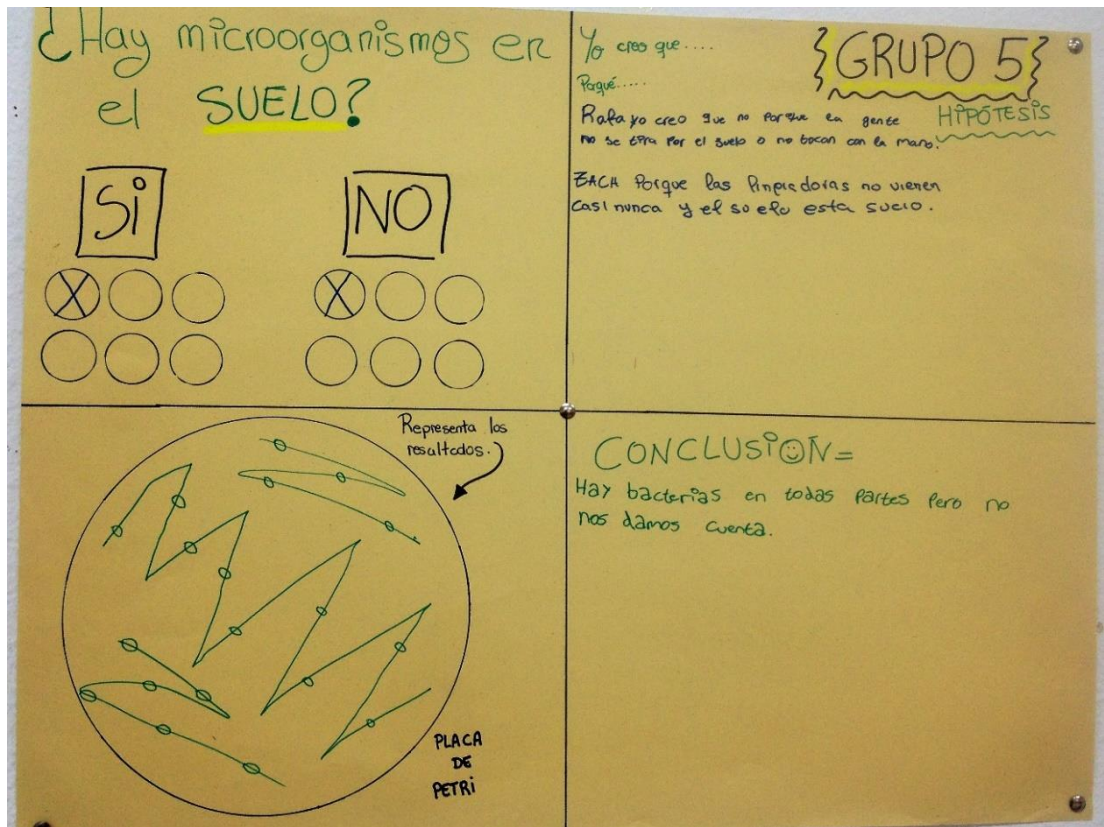 ¿Hay microorganismos en
el SUELO?
Si
NO
Yo creo que....
Porqué.....
GRUPO 5
HIPÓTESIS
Rafa yo creo que no Porque la gente
no se tira Por el suelo o no tocan con la mano.
ZACH Porque las linpiadoras no vienen
casi nunca y el suelo esta sucio.
Representa los
resultados.
PLACA
DE
PETRI
CONCLUSIÓN=
Hay bacterias en todas Partes Pero no
nos damos cuenta.